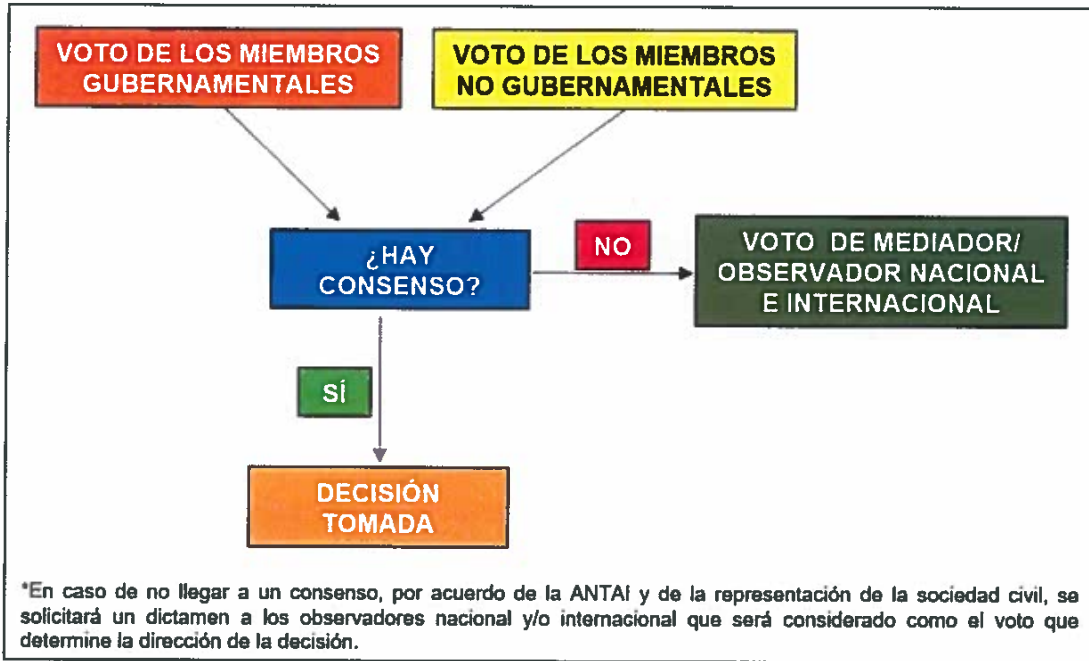 VOTO DE LOS MIEMBROS
GUBERNAMENTALES
VOTO DE LOS MIEMBROS
NO GUBERNAMENTALES
¿HAY
CONSENSO?
NO
VOTO DE MEDIADOR/
OBSERVADOR NACIONAL
E INTERNACIONAL
SÍ
DECISIÓN
TOMADA
*En caso de no llegar a un consenso, por acuerdo de la ANTAI y de la representación de la sociedad civil, se
solicitará un dictamen a los observadores nacional y/o internacional que será considerado como el voto que
determine la dirección de la decisión.